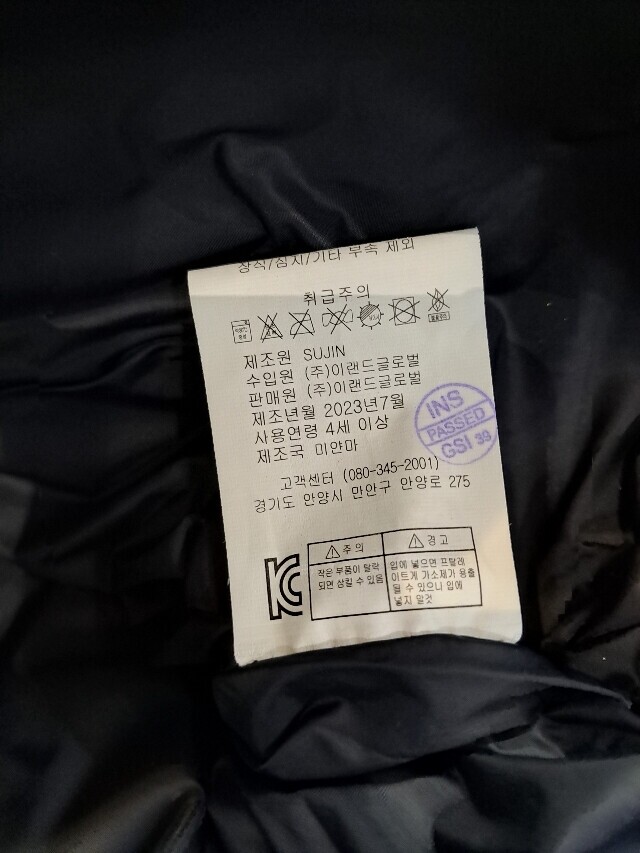 장식/심지/기타 부속 제외
취급주의
제조원 SUJIN
수입원 (주)이랜드글로벌
판매원 (주)이랜드글로벌
제조년월 2023년7월
사용연령 4세 이상
제조국 미얀마
INS
PASSED
GSI 39
고객센터 (080-345-2001)
경기도 안양시 만안구 안양로 275
주의
작은 부품이 탈락
되면 삼킬 수 있음
경고
입에 넣으면 프탈레
이트계 가소제가 용출
될 수 있으니 입에
넣지 말것